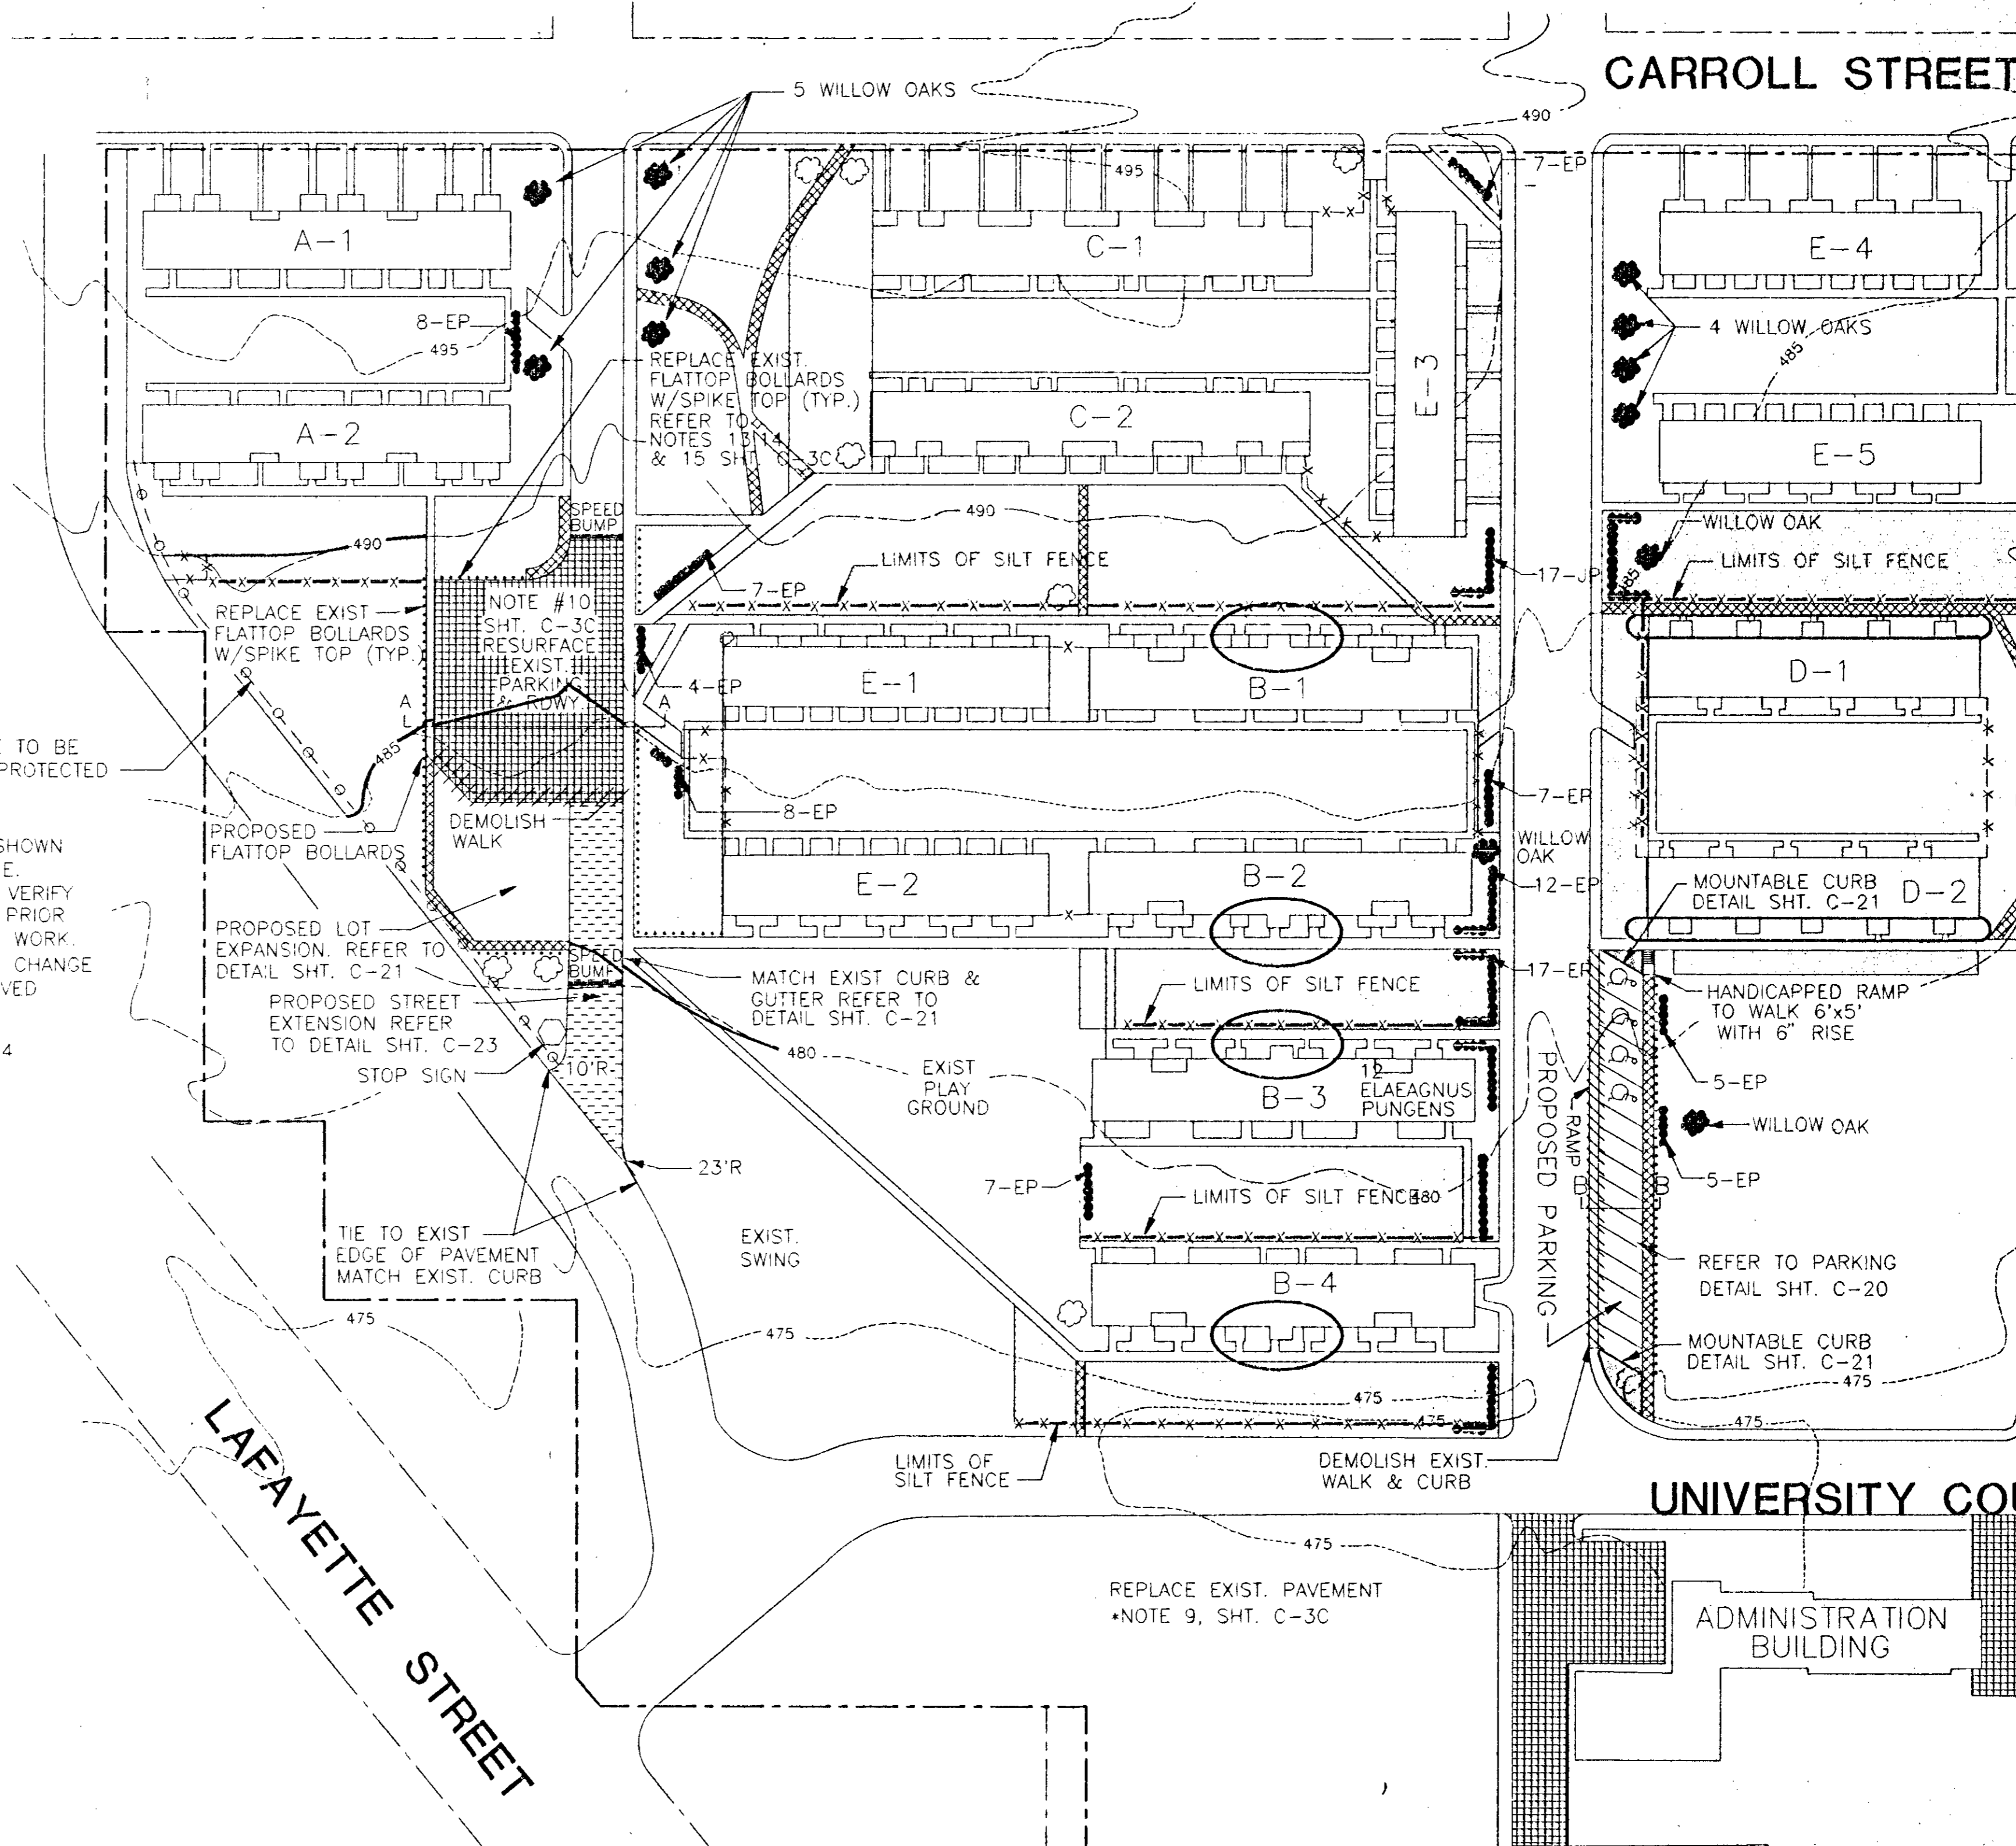 CARROLL STREET
5 WILLOW OAKS
490
7-EP
495
A-1
C-1
E-4
8-EP
495
4 WILLOW OAKS
485
E-3
REPLACE EXIST.
FLATTOP BOLLARDS
W/SPIKE TOP (TYP.)
REFER TO
NOTES 13,14
& 15 SHT C-3C
A-2
C-2
E-5
SPEED
BUMP
490
490
WILLOW OAK
LIMITS OF SILT FENCE
LIMITS OF SILT FENCE
485
17-JP
7-EP
REPLACE EXIST
FLATTOP BOLLARDS
W/SPIKE TOP (TYP.)
NOTE #10
SHT. C-3C
RESURFACE
EXIST.
PARKING
& RDWY.
4-EP
E-1
B-1
D-1
A
A
TO BE
PROTECTED
485
8-EP
7-EP
PROPOSED
FLATTOP BOLLARDS
DEMOLISH
WALK
WILLOW
OAK
SHOWN
E.
VERIFY
PRIOR
WORK.
CHANGE
VED
4
E-2
B-2
12-EP
MOUNTABLE CURB
DETAIL SHT. C-21
D-2
PROPOSED LOT
EXPANSION. REFER TO
DETAIL SHT. C-21
SPEED
BUMP
MATCH EXIST CURB &
GUTTER REFER TO
DETAIL SHT. C-21
LIMITS OF SILT FENCE
17-EP
HANDICAPPED RAMP
TO WALK 6'x5'
WITH 6" RISE
PROPOSED STREET
EXTENSION REFER
TO DETAIL SHT. C-23
STOP SIGN
10'R
480
EXIST
PLAY
GROUND
B-3
12
ELAEAGNUS
PUNGENS
5-EP
WILLOW OAK
PROPOSED PARKING
RAMP
23'R
7-EP
LIMITS OF SILT FENCE
480
B
B
5-EP
TIE TO EXIST
EDGE OF PAVEMENT
MATCH EXIST. CURB
EXIST.
SWING
REFER TO PARKING
DETAIL SHT. C-20
B-4
475
475
MOUNTABLE CURB
DETAIL SHT. C-21
475
475
475
475
LAFAYETTE STREET
LIMITS OF
SILT FENCE
DEMOLISH EXIST.
WALK & CURB
UNIVERSITY COU
475
REPLACE EXIST. PAVEMENT
*NOTE 9, SHT. C-3C
ADMINISTRATION
BUILDING